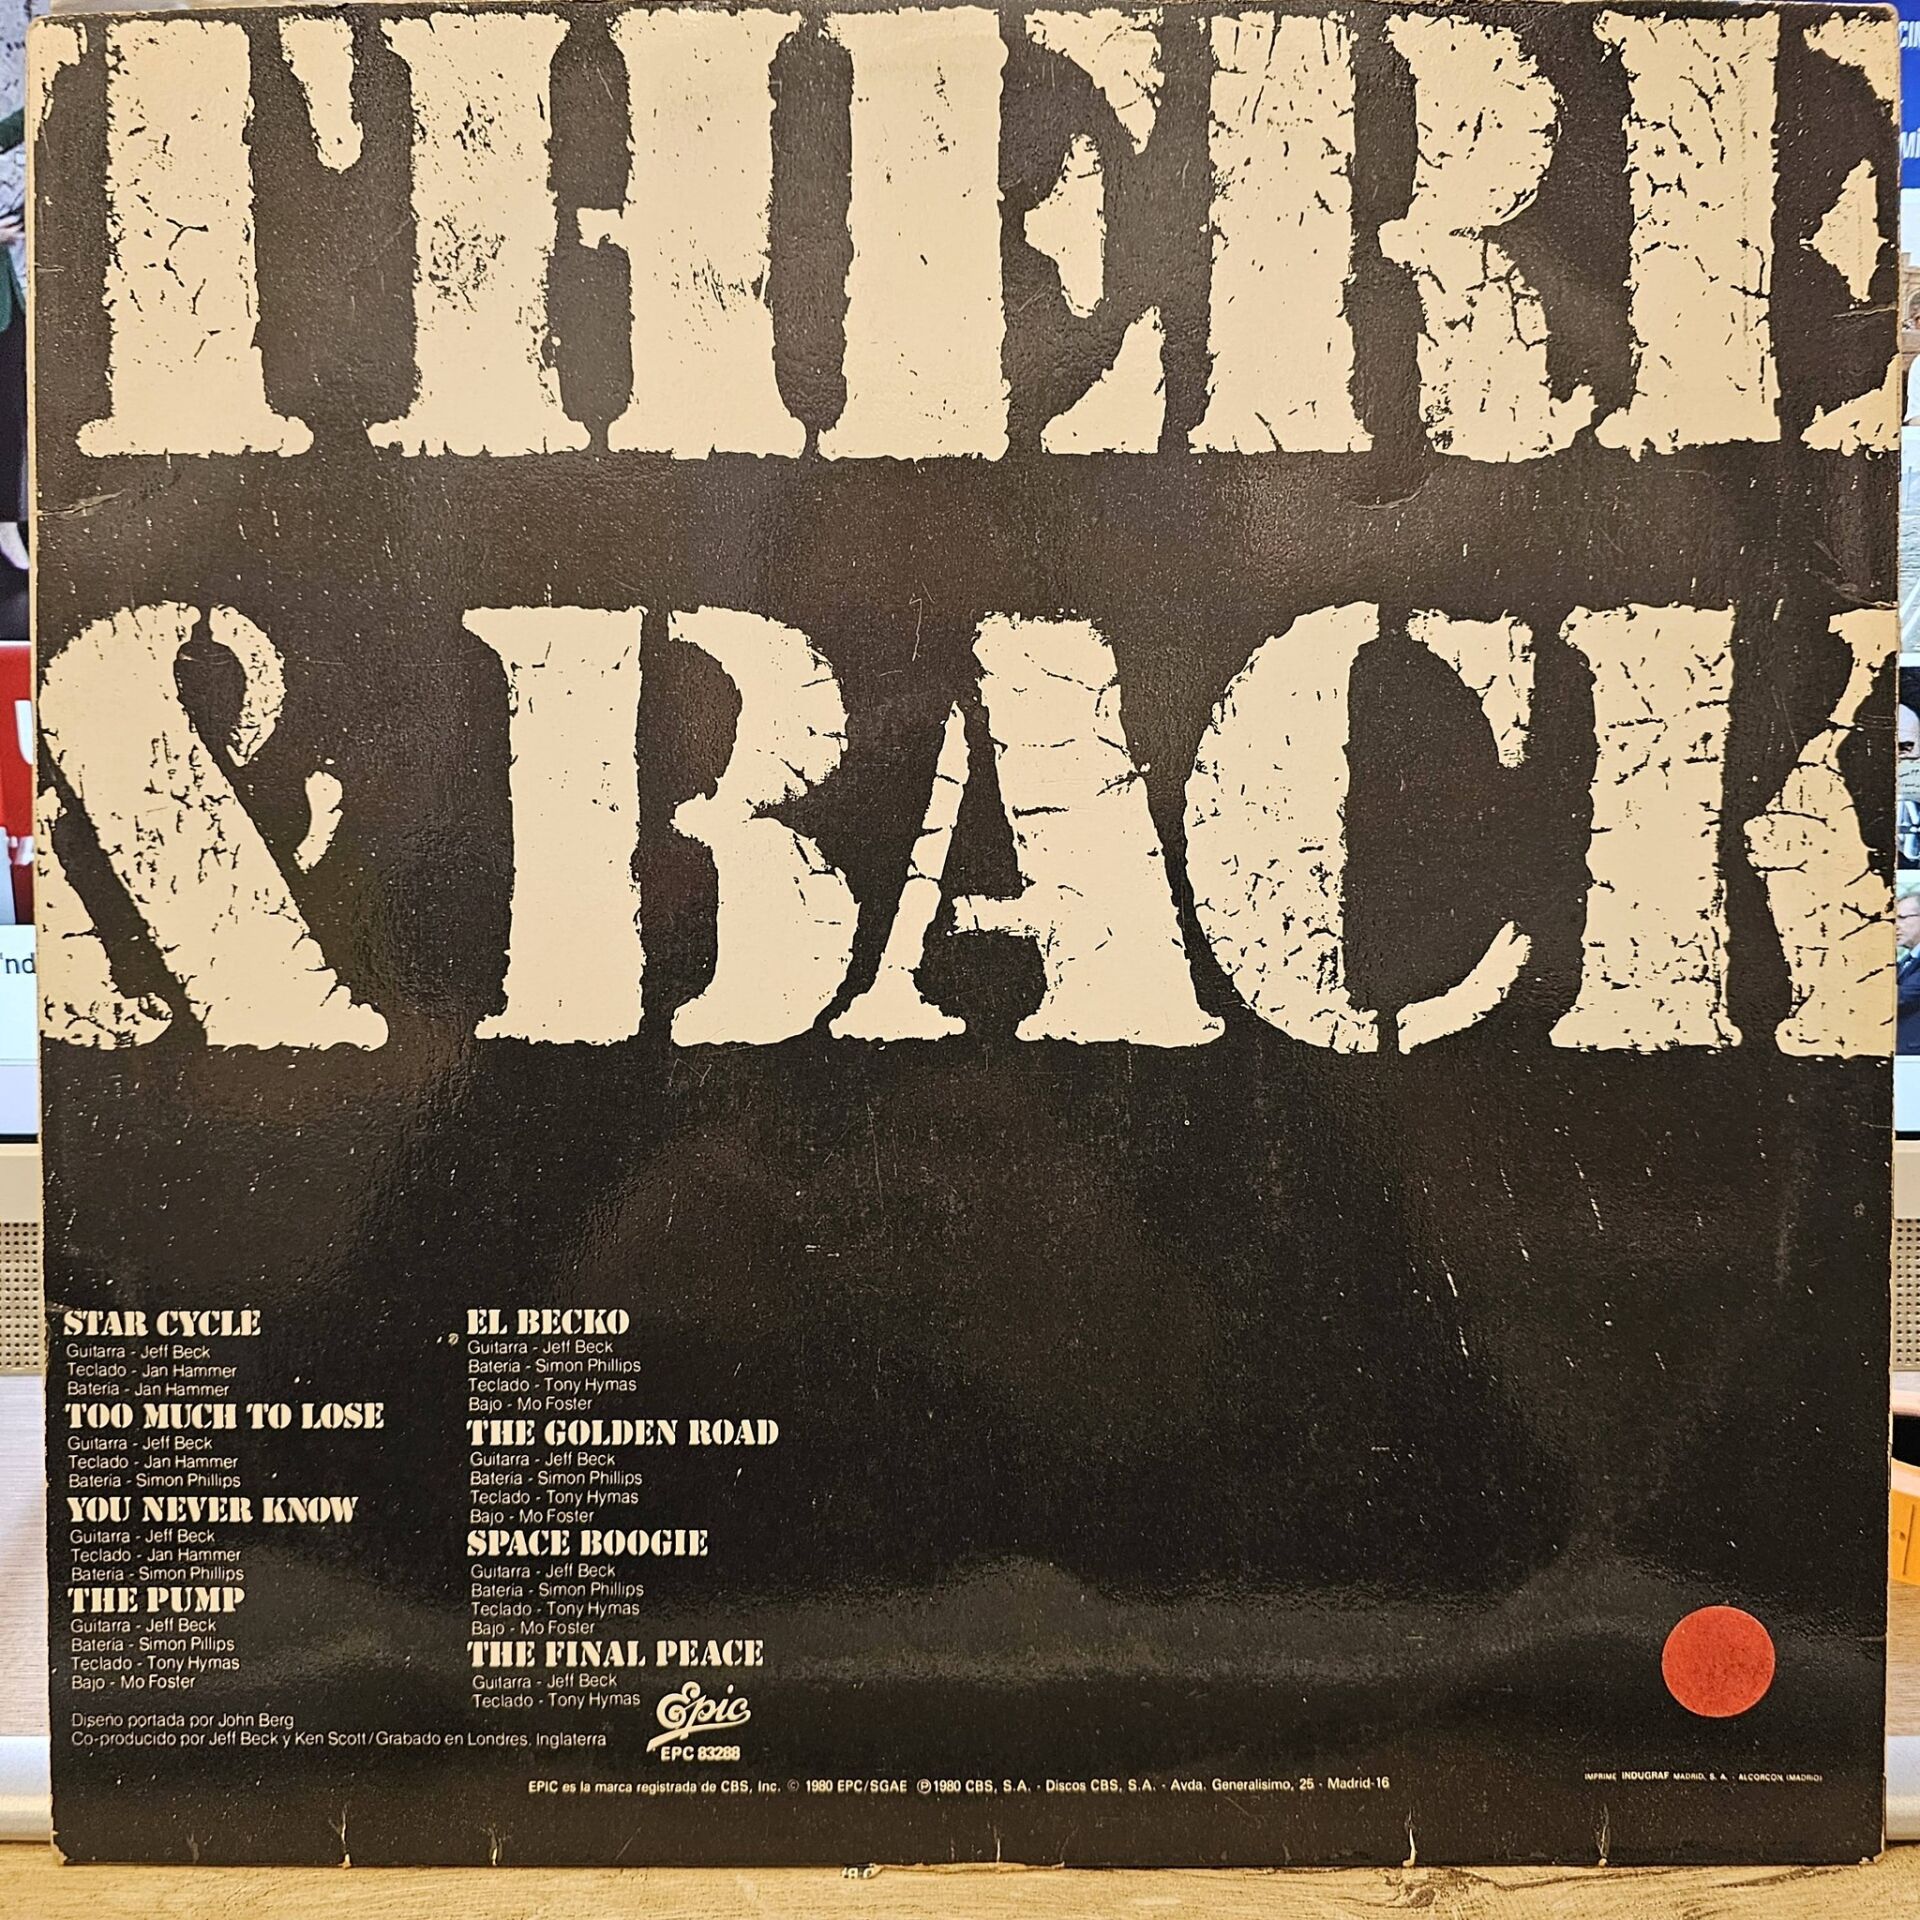 THERE
& BACK
STAR CYCLE
Guitarra - Jeff Beck
Teclado - Jan Hammer
Bateria - Jan Hammer
TOO MUCH TO LOSE
Guitarra - Jeff Beck
Teclado - Jan Hammer
Bateria - Simon Phillips
YOU NEVER KNOW
Guitarra - Jeff Beck
Teclado - Jan Hammer
Bateria - Simon Phillips
THE PUMP
Guitarra - Jeff Beck
Bateria - Simon Pillips
Teclado - Tony Hymas
Bajo - Mo Foster
EL BECKO
Guitarra - Jeff Beck
Bateria - Simon Phillips
Teclado - Tony Hymas
Bajo - Mo Foster
THE GOLDEN ROAD
Guitarra - Jeff Beck
Bateria - Simon Phillips
Teclado - Tony Hymas
Bajo - Mo Foster
SPACE BOOGIE
Guitarra - Jeff Beck
Bateria - Simon Phillips
Teclado - Tony Hymas
Bajo - Mo Foster
THE FINAL PEACE
Guitarra - Jeff Beck
Teclado - Tony Hymas
Diseño portada por John Berg
Co-producido por Jeff Beck y Ken Scott/Grabado en Londres. Inglaterra
Epic
EPC 83288
EPIC es la marca registrada de CBS, Inc. © 1980 EPC/SGAE ℗ 1980 CBS, S.A. - Discos CBS, S.A. - Avda. Generalisimo, 25 - Madrid-16
IMPRIME INDUGRAF MADRID, S. A. - ALCORCON (MADRID)